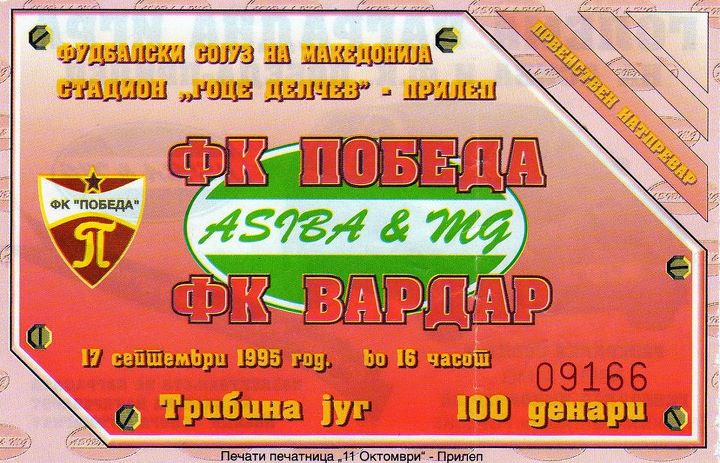 ФУДБАЛСКИ СОЈУЗ НА МАКЕДОНИЈА
СТАДИОН „ГОЦЕ ДЕЛЧЕВ” - ПРИЛЕП
ПРВЕНСТВЕН НАТПРЕВАР
ФК ПОБЕДА
ФК "ПОБЕДА"
П
ASIBA & MG
ФК ВАРДАР
17 септември 1995 год. во 16 часот
09166
Трибина југ 100 денари
Печати печатница „11 Октомври“ - Прилеп